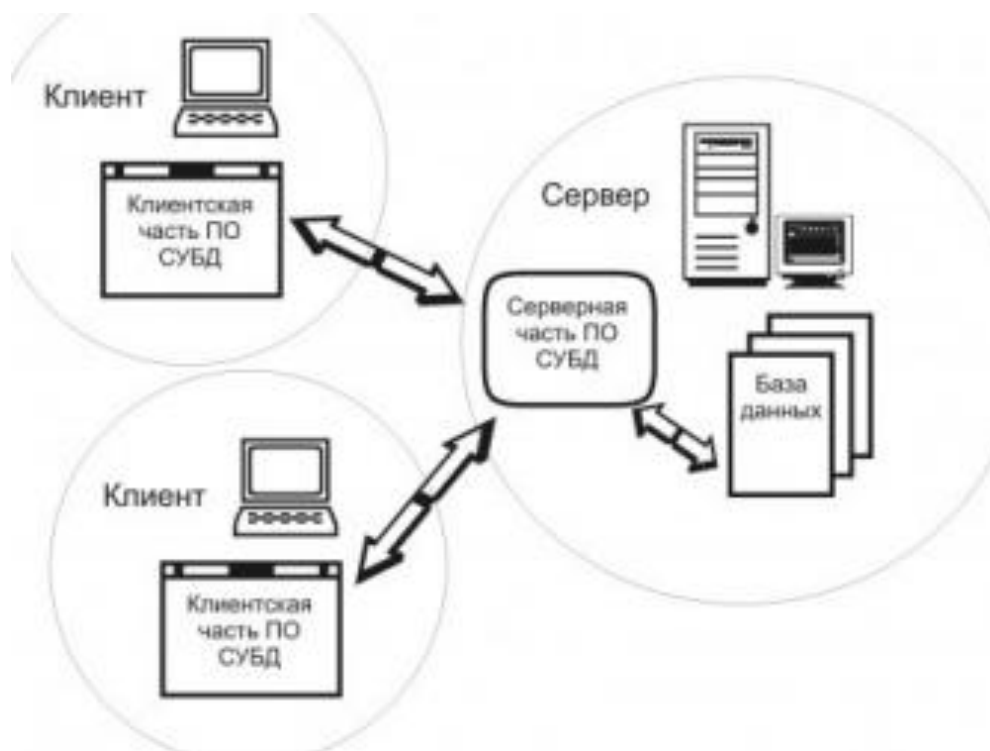 Клиент
Клиентская
часть ПО
СУБД
Сервер
Серверная
часть ПО
СУБД
База
данных
Клиент
Клиентская
часть ПО
СУБД